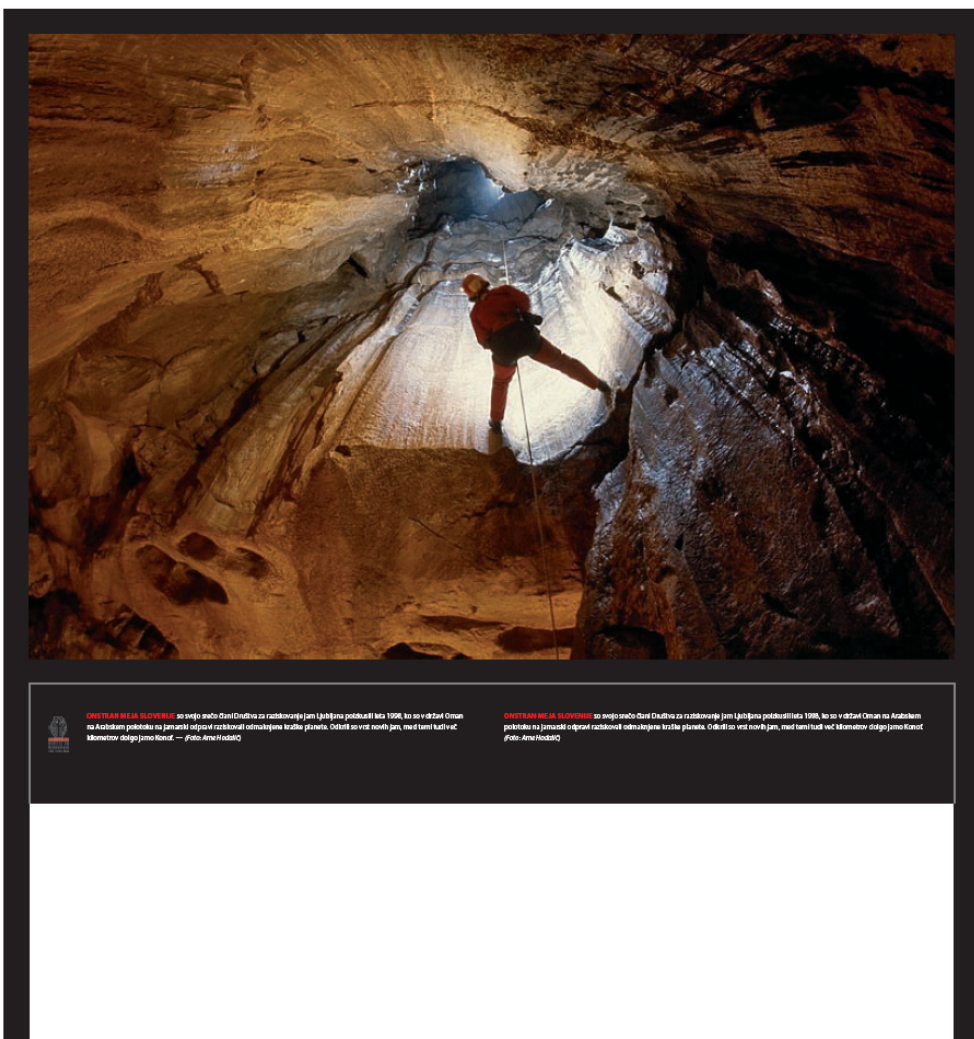 ONSTRAN MEJA SLOVENIJE so svojo srečo člani Društva za raziskovanje jam Ljubljana poizkusili leta 1998, ko so v državi Oman
na Arabskem polotoku na jamarski odpravi raziskovali odmaknjene kraške planote. Odkrili so vrst novih jam, med temi tudi več
kilometrov dolgo jamo Konof. — (Foto: Arne Hodalič)
ONSTRAN MEJA SLOVENIJE so svojo srečo člani Društva za raziskovanje jam Ljubljana poizkusili leta 1998, ko so v državi Oman na Arabskem
polotoku na jamarski odpravi raziskovali odmaknjene kraške planote. Odkrili so vrst novih jam, med temi tudi več kilometrov dolgo jamo Konof.
(Foto: Arne Hodalič)